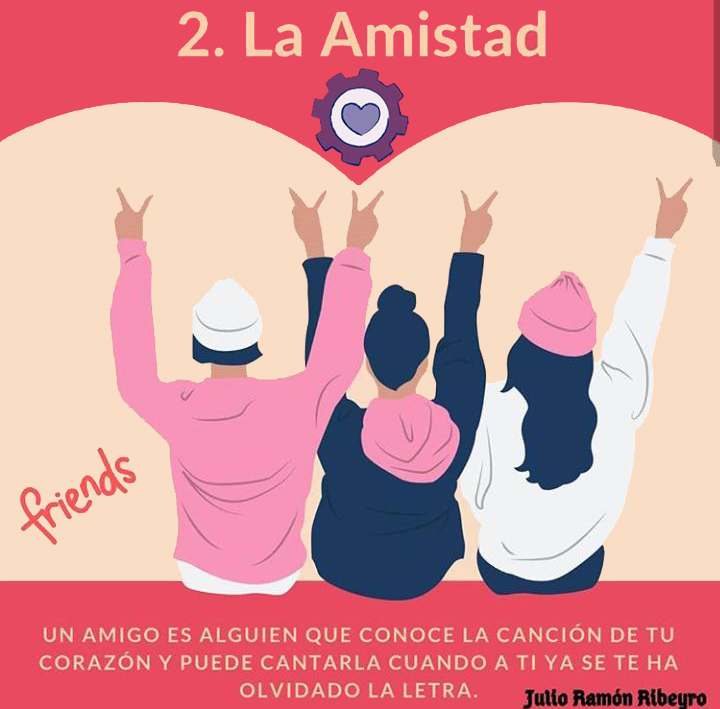 2. La Amistad
friends
UN AMIGO ES ALGUIEN QUE CONOCE LA CANCIÓN DE TU
CORAZÓN Y PUEDE CANTARLA CUANDO A TI YA SE TE HA
OLVIDADO LA LETRA.
Julio Ramón Ribeyro